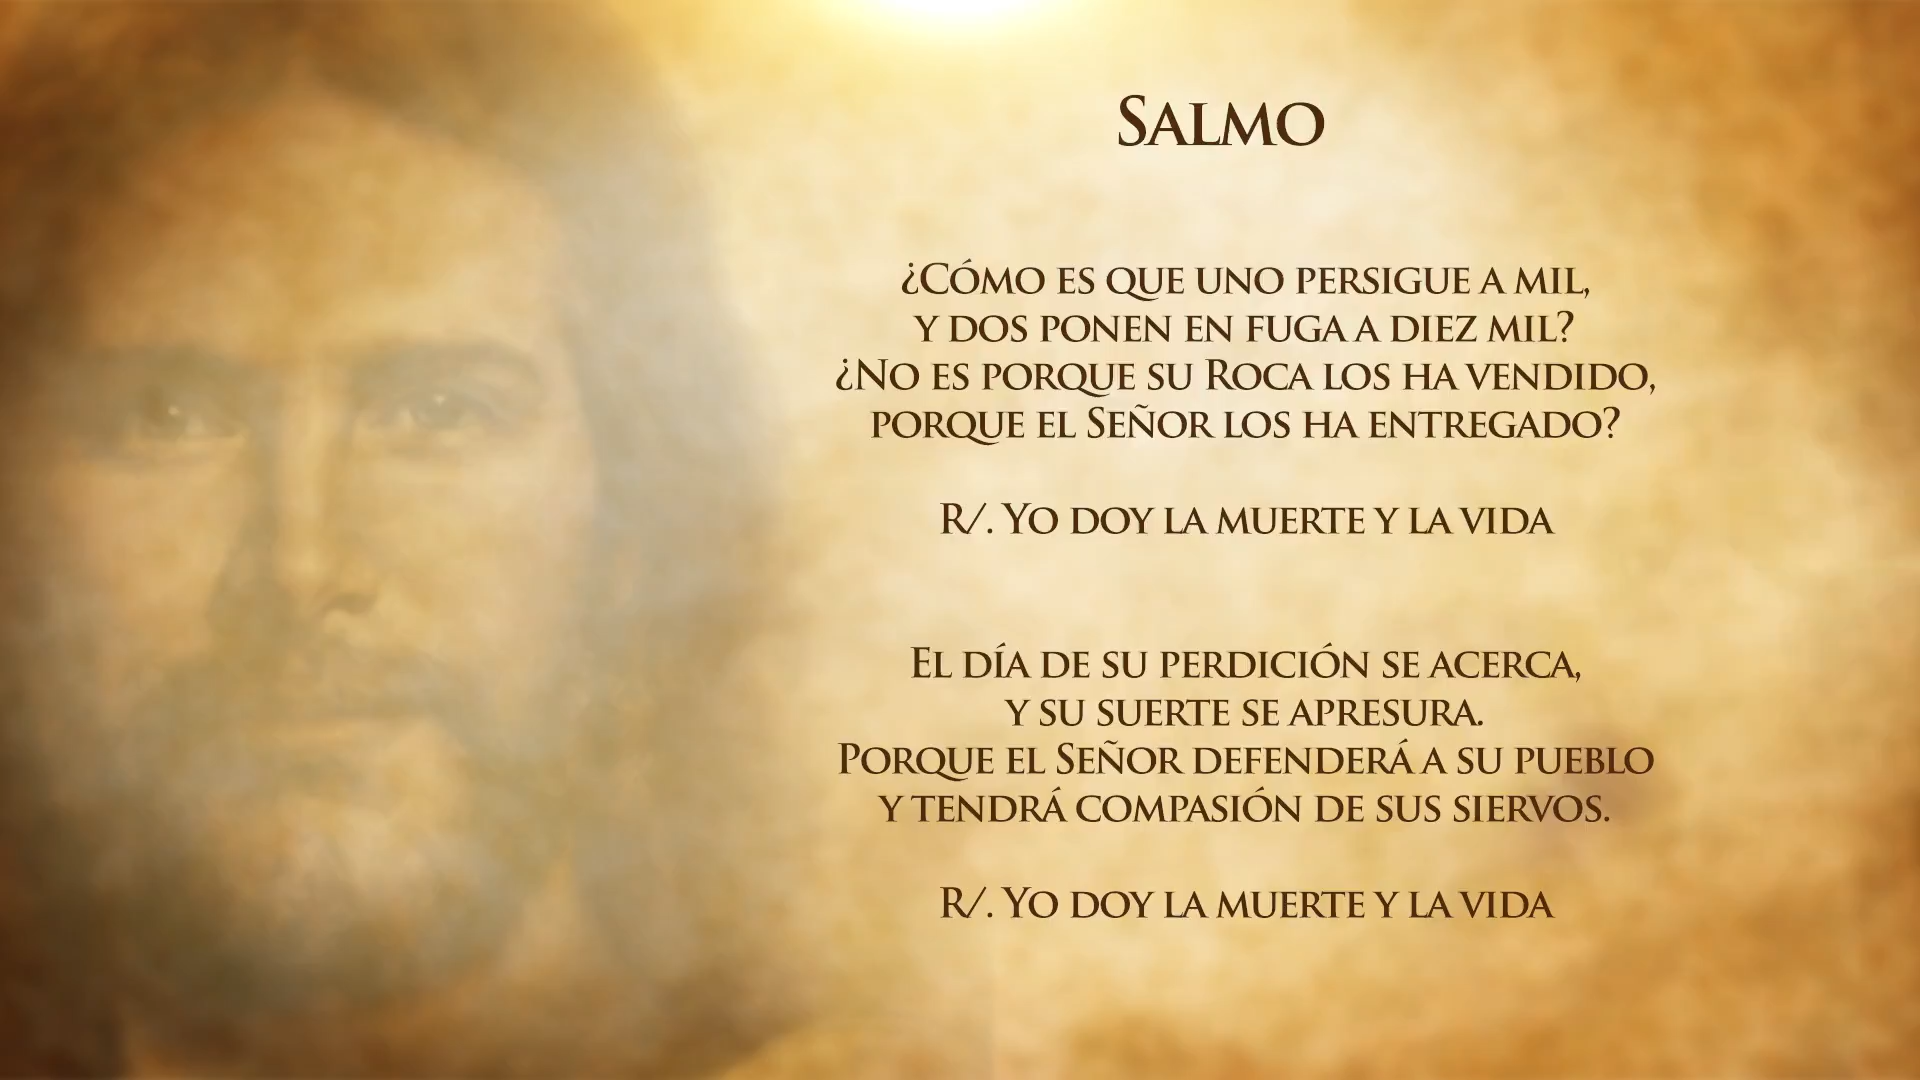 Salmo
¿Cómo es que uno persigue a mil,
y dos ponen en fuga a diez mil?
¿No es porque su Roca los ha vendido,
porque el Señor los ha entregado?
R/. Yo doy la muerte y la vida
El día de su perdición se acerca,
y su suerte se apresura.
Porque el Señor defenderá a su pueblo
y tendrá compasión de sus siervos.
R/. Yo doy la muerte y la vida